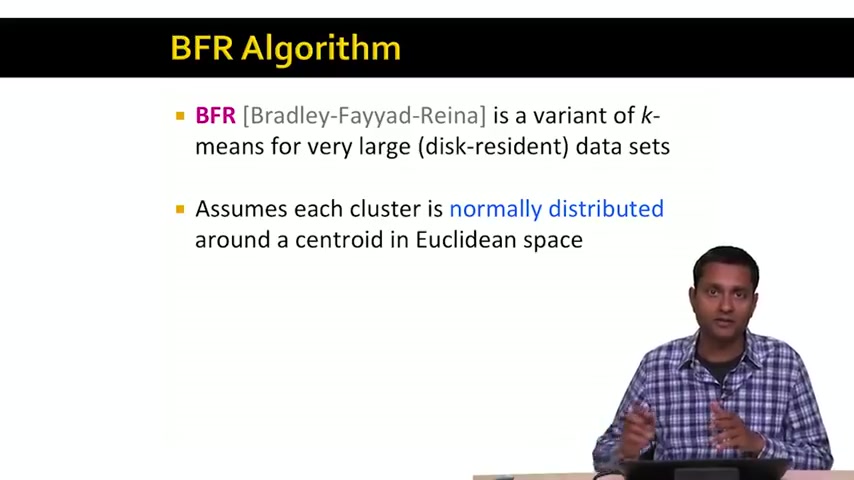 BFR Algorithm
BFR [Bradley-Fayyad-Reina] is a variant of k-
means for very large (disk-resident) data sets
Assumes each cluster is normally distributed
around a centroid in Euclidean space